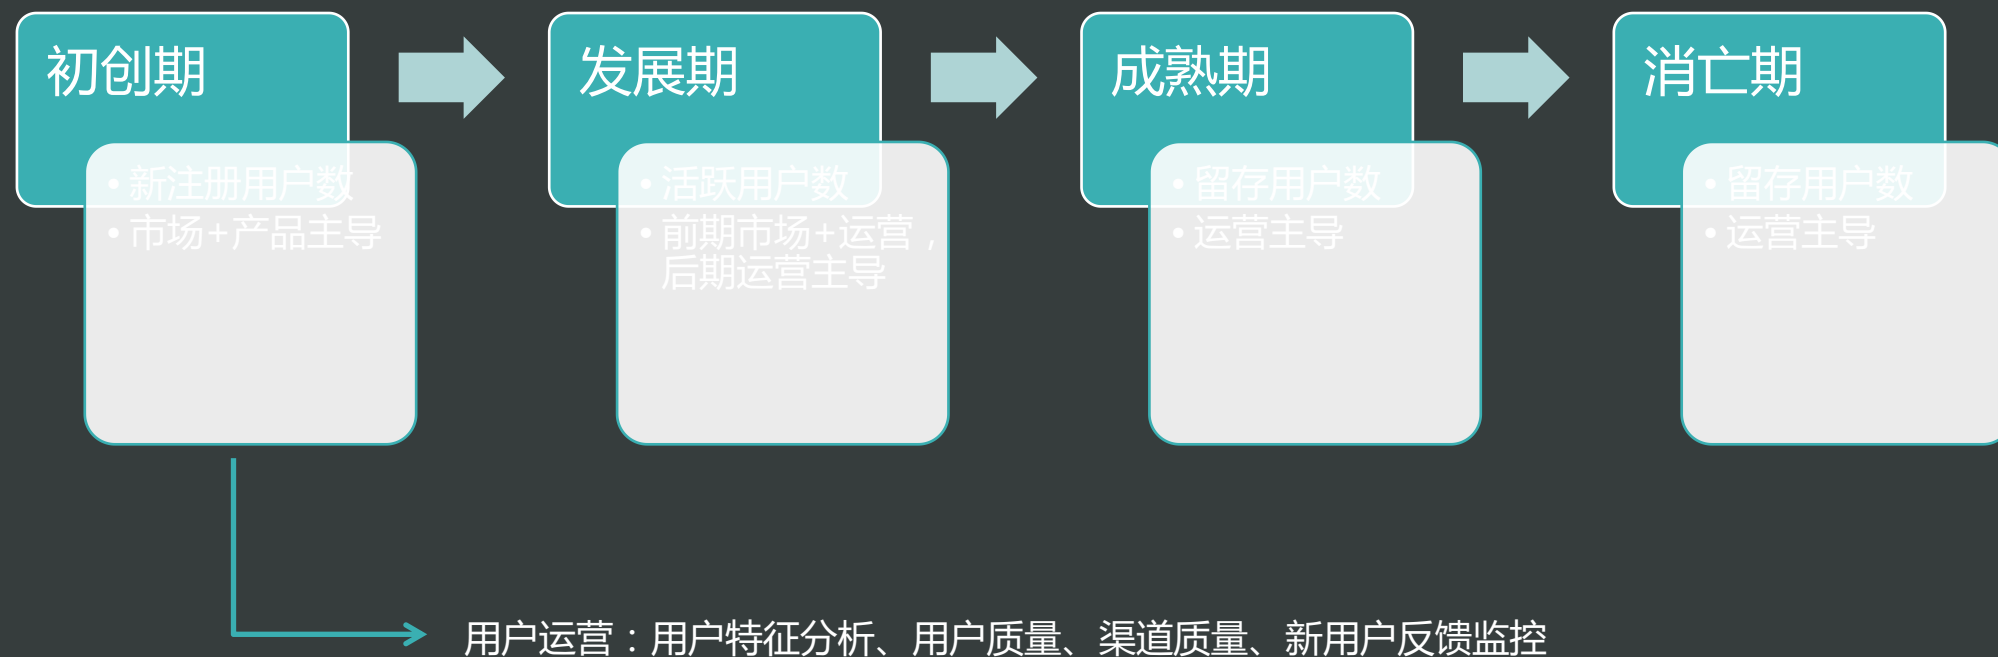 初创期
• 新注册用户数
• 市场+产品主导
发展期
• 活跃用户数
• 前期市场+运营，
后期运营主导
成熟期
• 留存用户数
• 运营主导
消亡期
• 留存用户数
• 运营主导
用户运营：用户特征分析、用户质量、渠道质量、新用户反馈监控